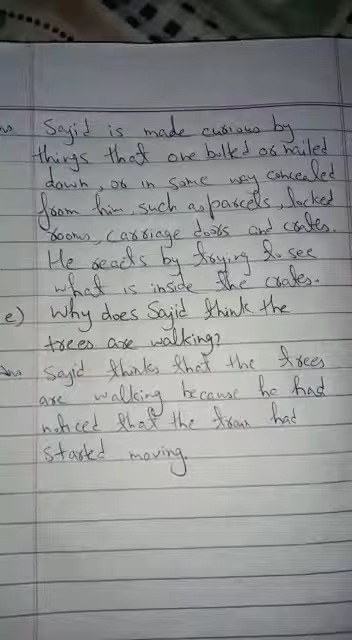 Ans Sajid is made curious by
things that are bolted or nailed
down, or in some way concealed
from him, such as parcels, locked
rooms, carriage doors and crates.
He reacts by trying to see
what is inside the crates.
e) Why does Sajid think the
trees are walking?
Ans Sajid thinks that the trees
are walking because he had
noticed that the train had
started moving.